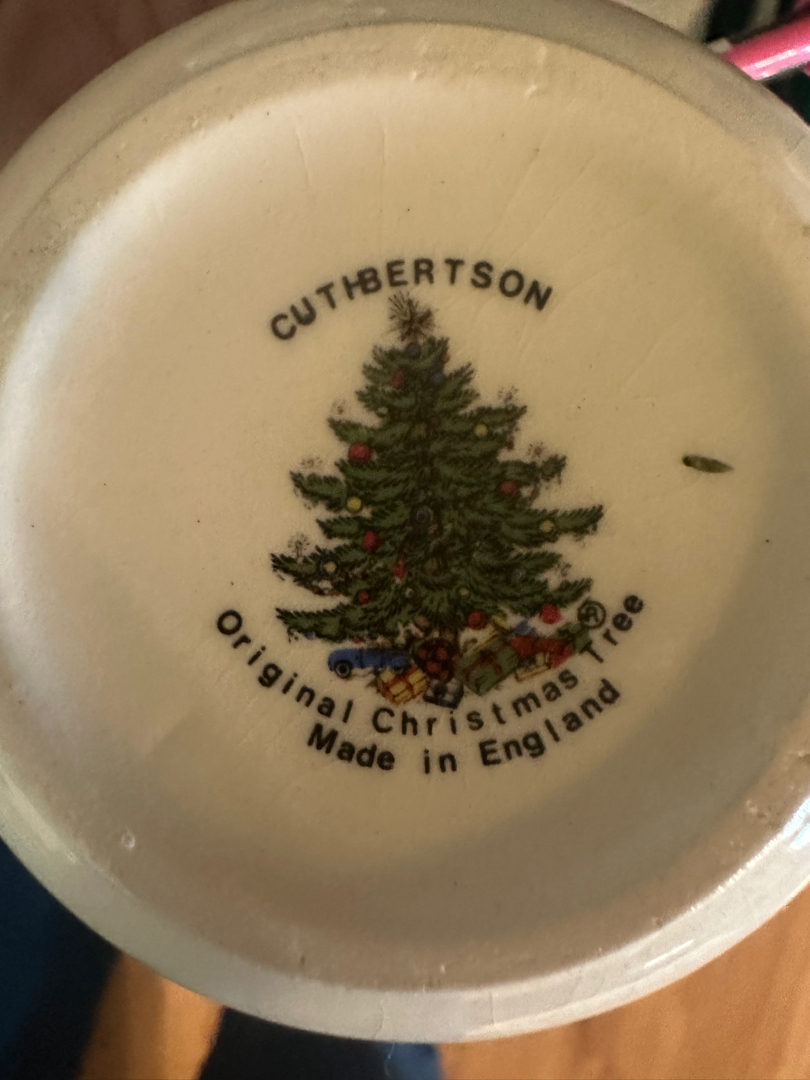 CUTHBERTSON
Original Christmas Tree ®
Made in England